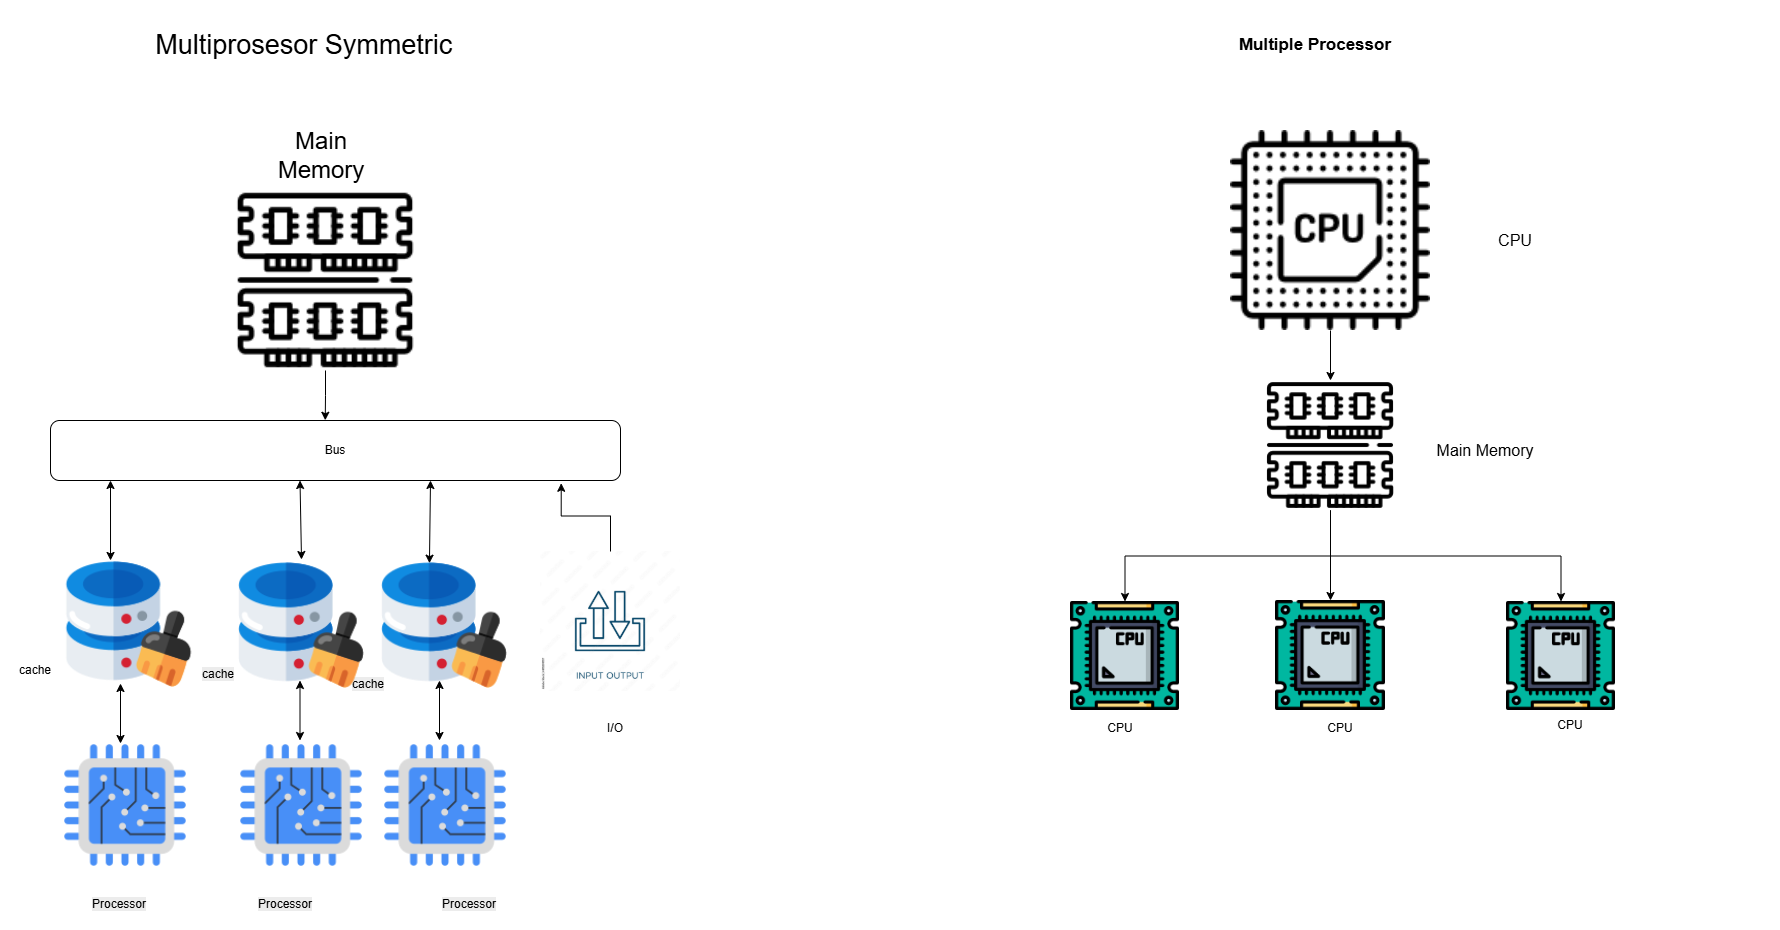 Multiprosesor Symmetric
Multiple Processor
Main
Memory
CPU
CPU
Main Memory
Bus
cache
cache
cache
INPUT OUTPUT
I/O
CPU
CPU
CPU
CPU
CPU
CPU
Processor
Processor
Processor